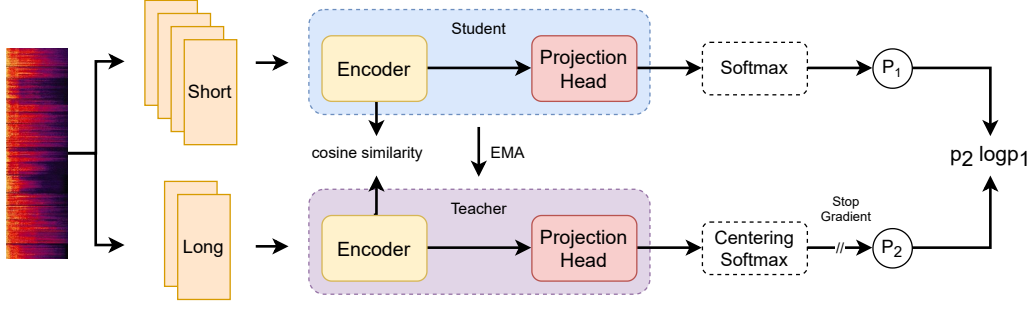 Short
Student
Encoder
Projection
Head
Softmax
P1
cosine similarity
EMA
p2 logp1
Long
Teacher
Encoder
Projection
Head
Centering
Softmax
Stop
Gradient
//
P2